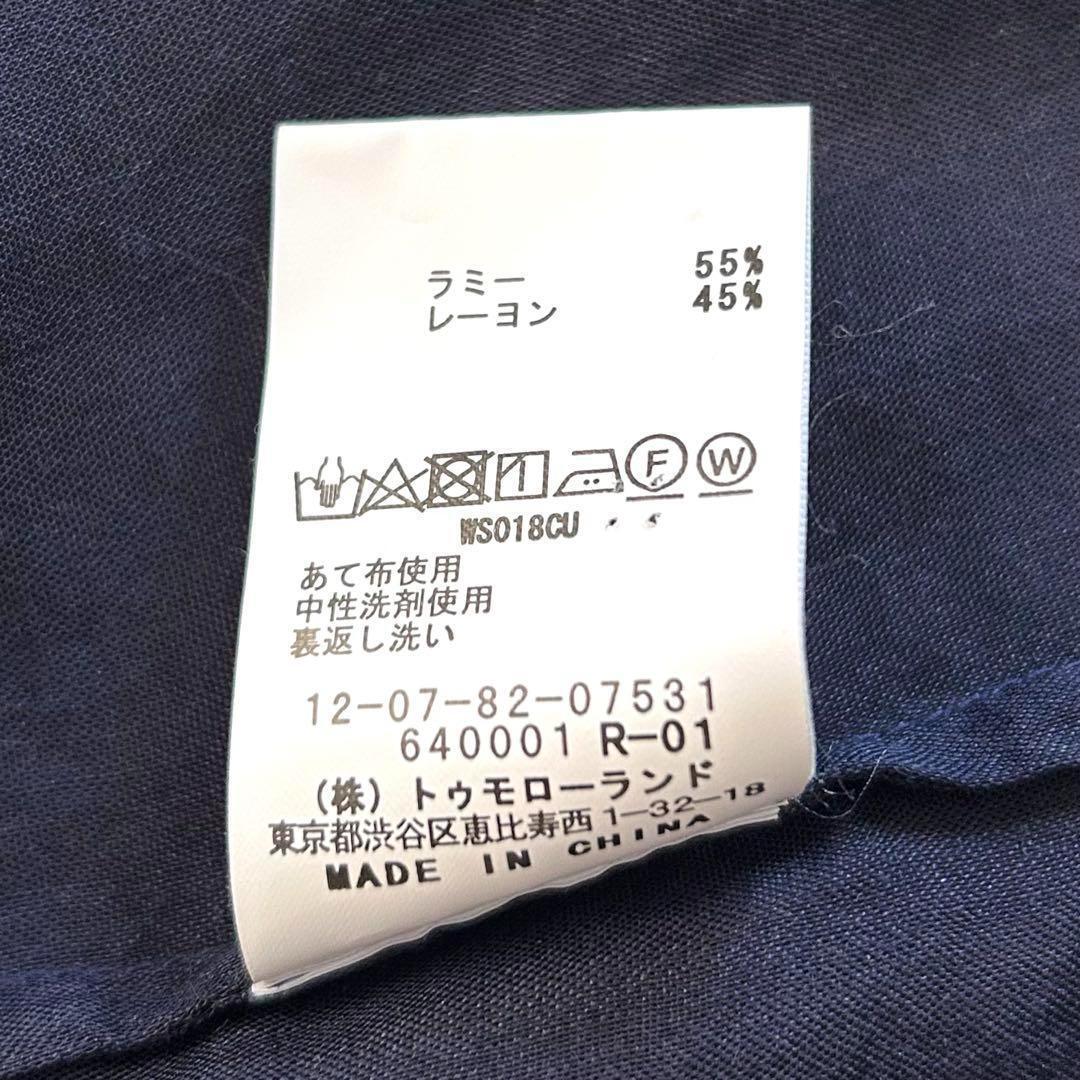 ラミー 55%
レーヨン 45%
F W
WS018CU
あて布使用
中性洗剤使用
裏返し洗い
12-07-82-07531
640001 R-01
(株)トゥモローランド
東京都渋谷区恵比寿西1-32-18
MADE IN CHINA